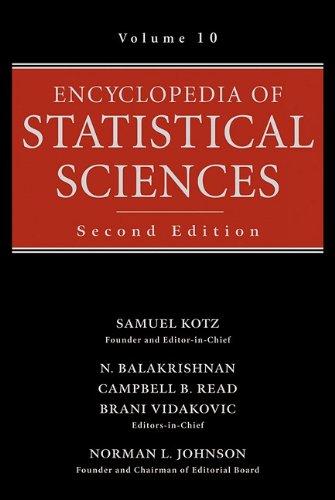 Volume 10
ENCYCLOPEDIA OF
STATISTICAL
SCIENCES
Second Edition
SAMUEL KOTZ
Founder and Editor-in-Chief
N. BALAKRISHNAN
CAMPBELL B. READ
BRANI VIDAKOVIC
Editors-in-Chief
NORMAN L. JOHNSON
Founder and Chairman of Editorial Board